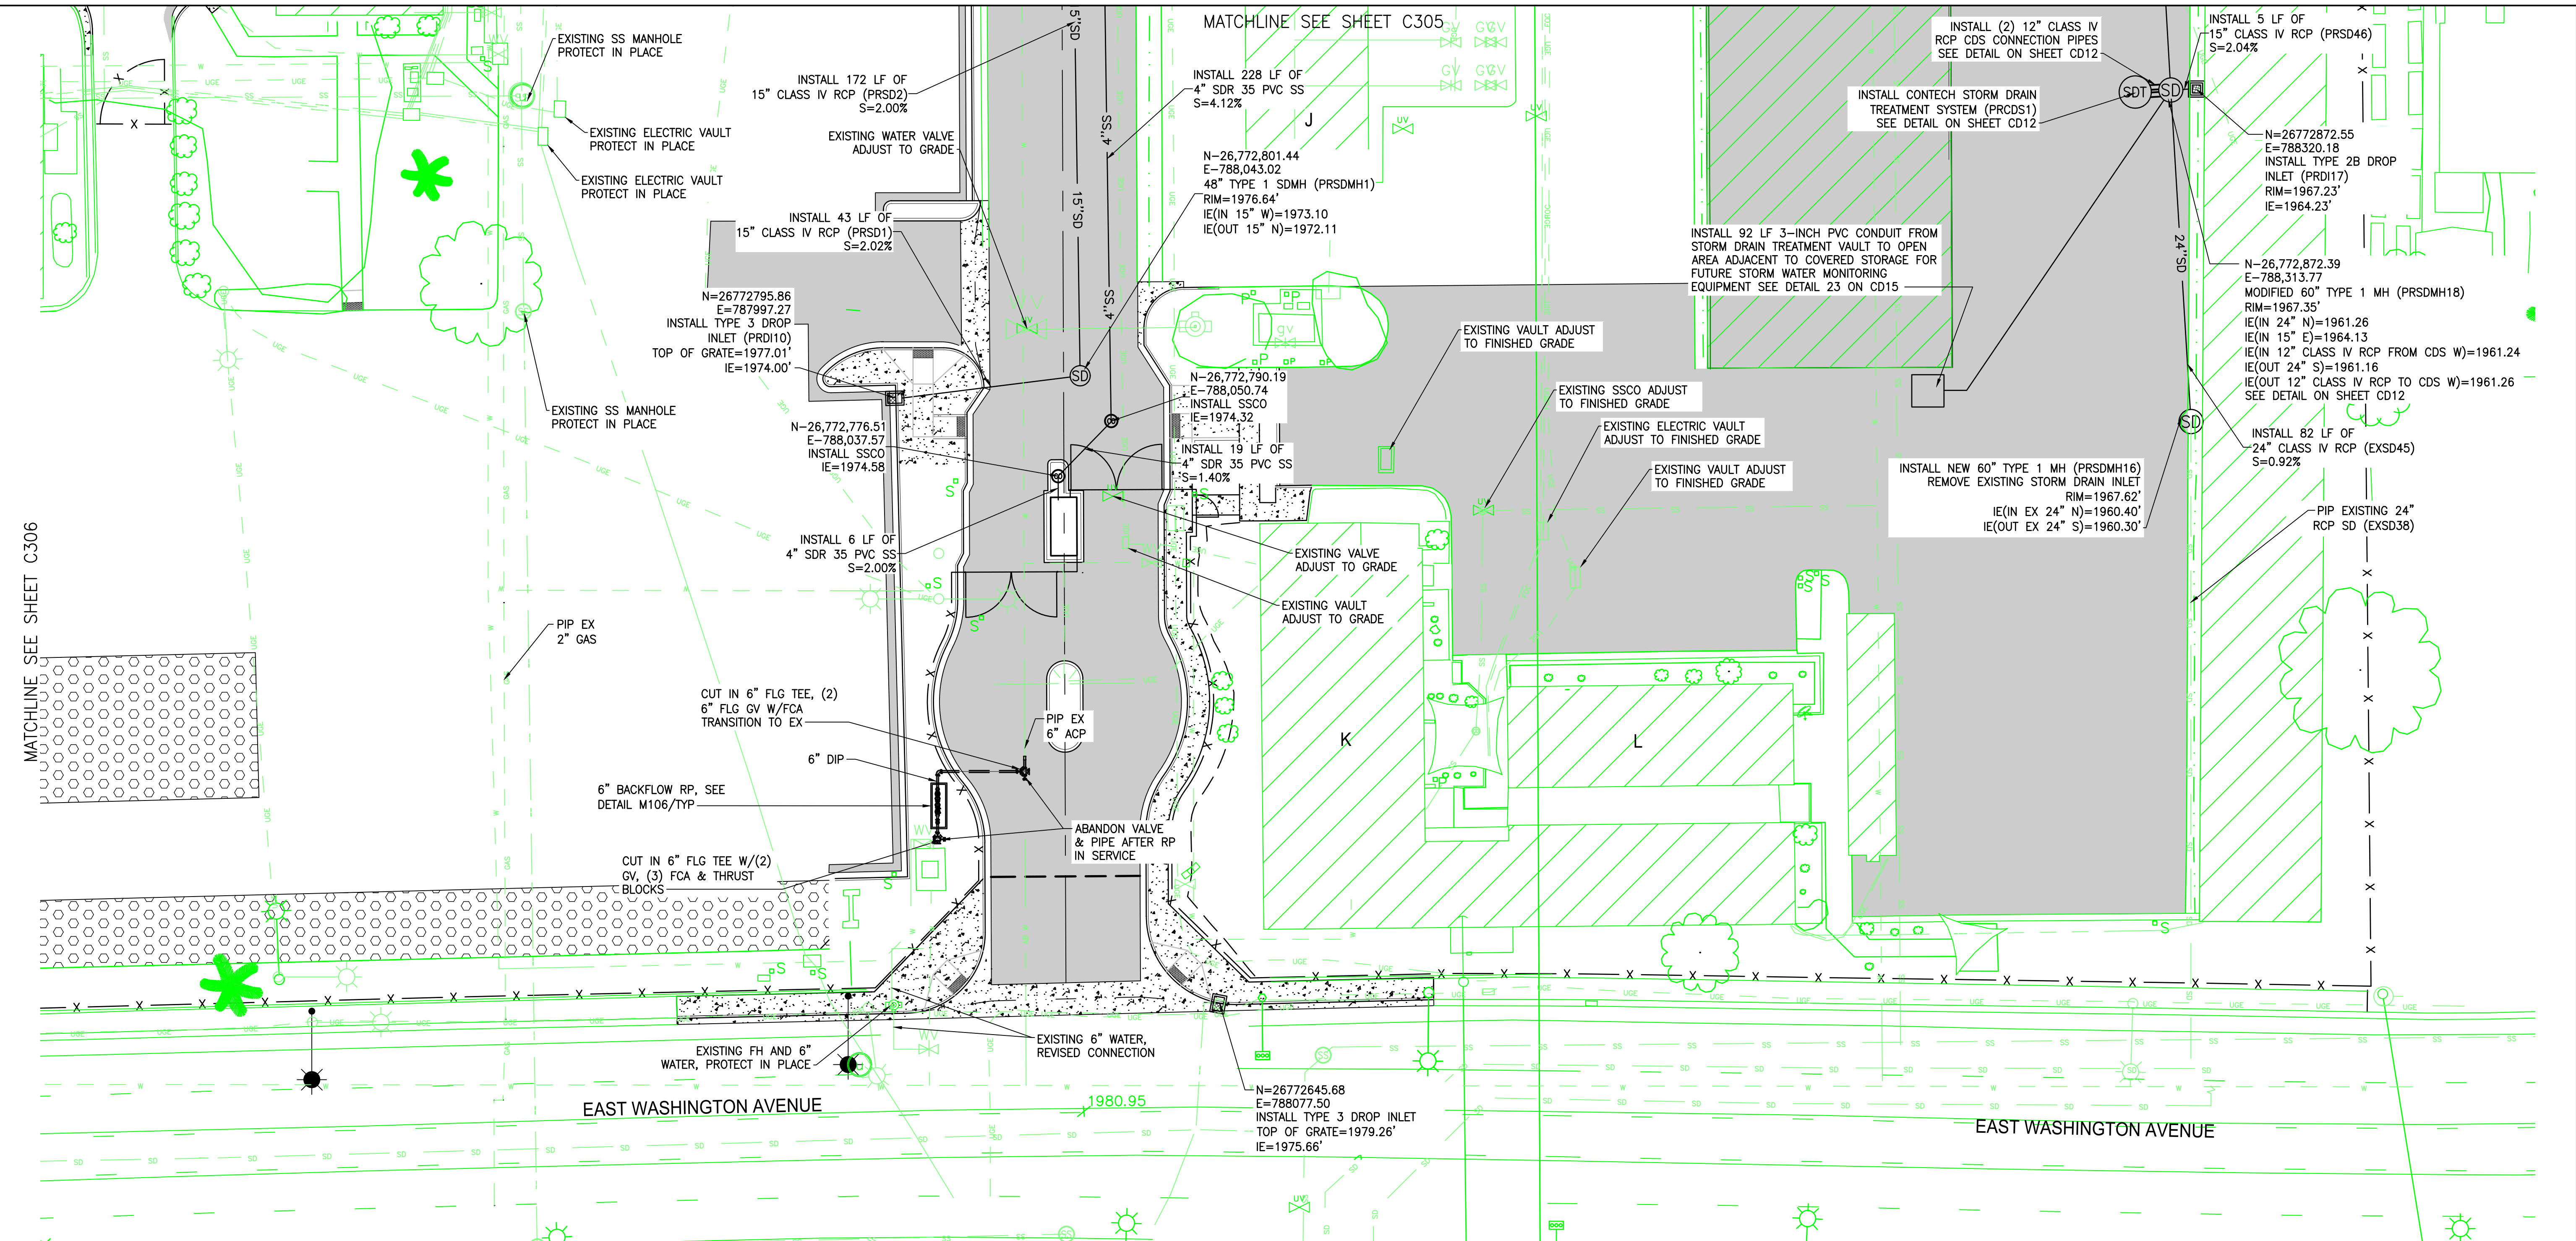 MATCHLINE SEE SHEET C305
EXISTING SS MANHOLE
PROTECT IN PLACE
EXISTING ELECTRIC VAULT
PROTECT IN PLACE
EXISTING ELECTRIC VAULT
PROTECT IN PLACE
INSTALL 172 LF OF
15" CLASS IV RCP (PRSD2)
S=2.00%
EXISTING WATER VALVE
ADJUST TO GRADE
INSTALL 43 LF OF
15" CLASS IV RCP (PRSD1)
S=2.02%
N=26772795.86
E=787997.27
INSTALL TYPE 3 DROP
INLET (PRDI10)
TOP OF GRATE=1977.01'
IE=1974.00'
EXISTING SS MANHOLE
PROTECT IN PLACE
5"SD
15"SD
4"SS
4"SS
SD
INSTALL 228 LF OF
4" SDR 35 PVC SS
S=4.12%
N-26,772,801.44
E-788,043.02
48" TYPE 1 SDMH (PRSDMH1)
RIM=1976.64'
IE(IN 15" W)=1973.10
IE(OUT 15" N)=1972.11
J
N-26,772,790.19
E-788,050.74
INSTALL SSCO
IE=1974.32
N-26,772,776.51
E-788,037.57
INSTALL SSCO
IE=1974.58
INSTALL 19 LF OF
4" SDR 35 PVC SS
S=1.40%
INSTALL 6 LF OF
4" SDR 35 PVC SS
S=2.00%
EXISTING VALVE
ADJUST TO GRADE
EXISTING VAULT
ADJUST TO GRADE
EXISTING VAULT ADJUST
TO FINISHED GRADE
EXISTING SSCO ADJUST
TO FINISHED GRADE
EXISTING ELECTRIC VAULT
ADJUST TO FINISHED GRADE
EXISTING VAULT ADJUST
TO FINISHED GRADE
INSTALL (2) 12" CLASS IV
RCP CDS CONNECTION PIPES
SEE DETAIL ON SHEET CD12
INSTALL CONTECH STORM DRAIN
TREATMENT SYSTEM (PRCDS1)
SEE DETAIL ON SHEET CD12
SDT
SD
INSTALL 5 LF OF
15" CLASS IV RCP (PRSD46)
S=2.04%
N=26772872.55
E=788320.18
INSTALL TYPE 2B DROP
INLET (PRDI17)
RIM=1967.23'
IE=1964.23'
INSTALL 92 LF 3-INCH PVC CONDUIT FROM
STORM DRAIN TREATMENT VAULT TO OPEN
AREA ADJACENT TO COVERED STORAGE FOR
FUTURE STORM WATER MONITORING
EQUIPMENT SEE DETAIL 23 ON CD15
24"SD
N-26,772,872.39
E-788,313.77
MODIFIED 60" TYPE 1 MH (PRSDMH18)
RIM=1967.35'
IE(IN 24" N)=1961.26
IE(IN 15" E)=1964.13
IE(IN 12" CLASS IV RCP FROM CDS W)=1961.24
IE(OUT 24" S)=1961.16
IE(OUT 12" CLASS IV RCP TO CDS W)=1961.26
SEE DETAIL ON SHEET CD12
SD
INSTALL 82 LF OF
24" CLASS IV RCP (EXSD45)
S=0.92%
INSTALL NEW 60" TYPE 1 MH (PRSDMH16)
REMOVE EXISTING STORM DRAIN INLET
RIM=1967.62'
IE(IN EX 24" N)=1960.40'
IE(OUT EX 24" S)=1960.30'
PIP EXISTING 24"
RCP SD (EXSD38)
MATCHLINE SEE SHEET C306
PIP EX
2" GAS
CUT IN 6" FLG TEE, (2)
6" FLG GV W/FCA
TRANSITION TO EX
PIP EX
6" ACP
6" DIP
6" BACKFLOW RP, SEE
DETAIL M106/TYP
ABANDON VALVE
& PIPE AFTER RP
IN SERVICE
CUT IN 6" FLG TEE W/(2)
GV, (3) FCA & THRUST
BLOCKS
K
L
EXISTING FH AND 6"
WATER, PROTECT IN PLACE
EXISTING 6" WATER,
REVISED CONNECTION
N=26772645.68
E=788077.50
INSTALL TYPE 3 DROP INLET
TOP OF GRATE=1979.26'
IE=1975.66'
1980.95
EAST WASHINGTON AVENUE
EAST WASHINGTON AVENUE